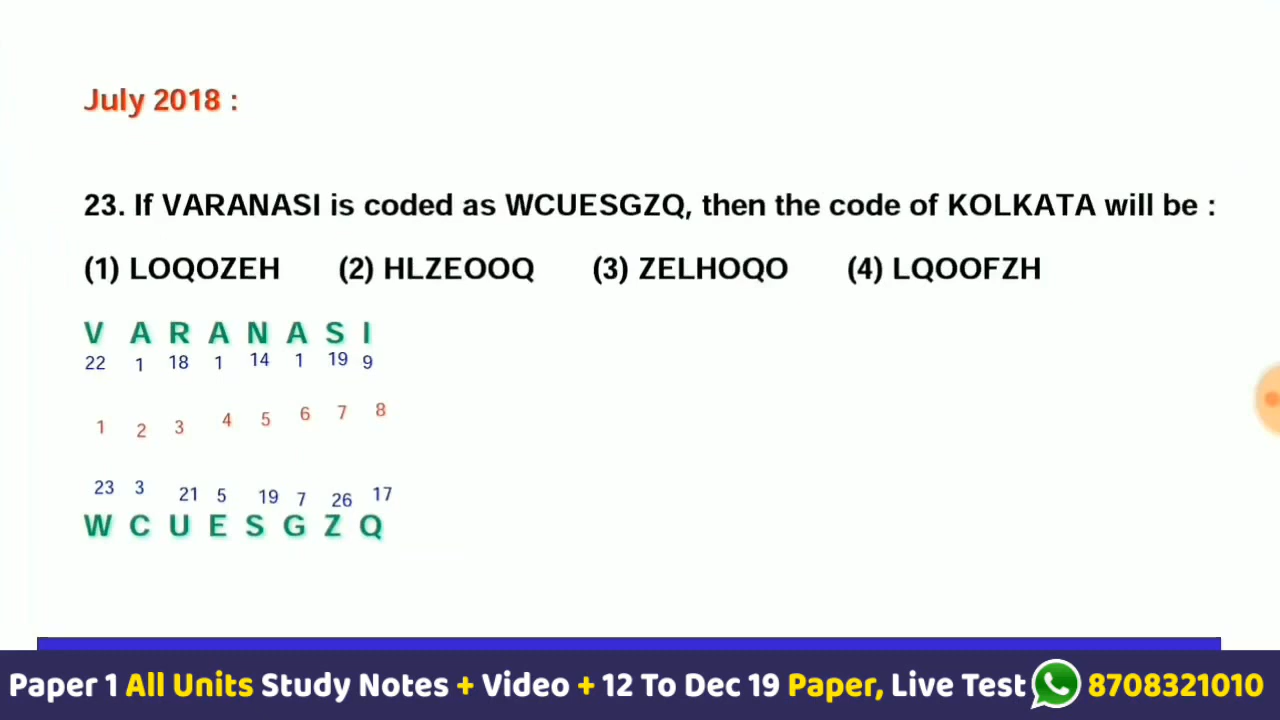 July 2018 :
23. If VARANASI is coded as WCUESGZQ, then the code of KOLKATA will be :
(1) LOQOZEH (2) HLZEOOQ (3) ZELHOQO (4) LQOOFZH
V A R A N A S I
22 1 18 1 14 1 19 9
1 2 3 4 5 6 7 8
23 3 21 5 19 7 26 17
W C U E S G Z Q
Paper 1 All Units Study Notes + Video + 12 To Dec 19 Paper, Live Test 8708321010